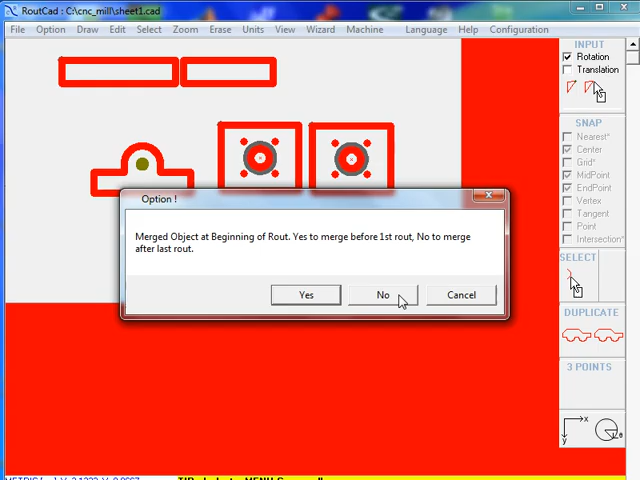 RoutCad : C:\cnc_mill\sheet1.cad
File Option Draw Edit Select Zoom Erase Units View Wizard Machine Language Help Configuration
INPUT
Rotation
Translation
SNAP
Nearest*
Center
Grid*
MidPoint
EndPoint
Vertex
Tangent
Point
Intersection*
SELECT
DUPLICATE
3 POINTS
x
y
Option !
Merged Object at Beginning of Rout. Yes to merge before 1st rout, No to merge
after last rout.
Yes No Cancel